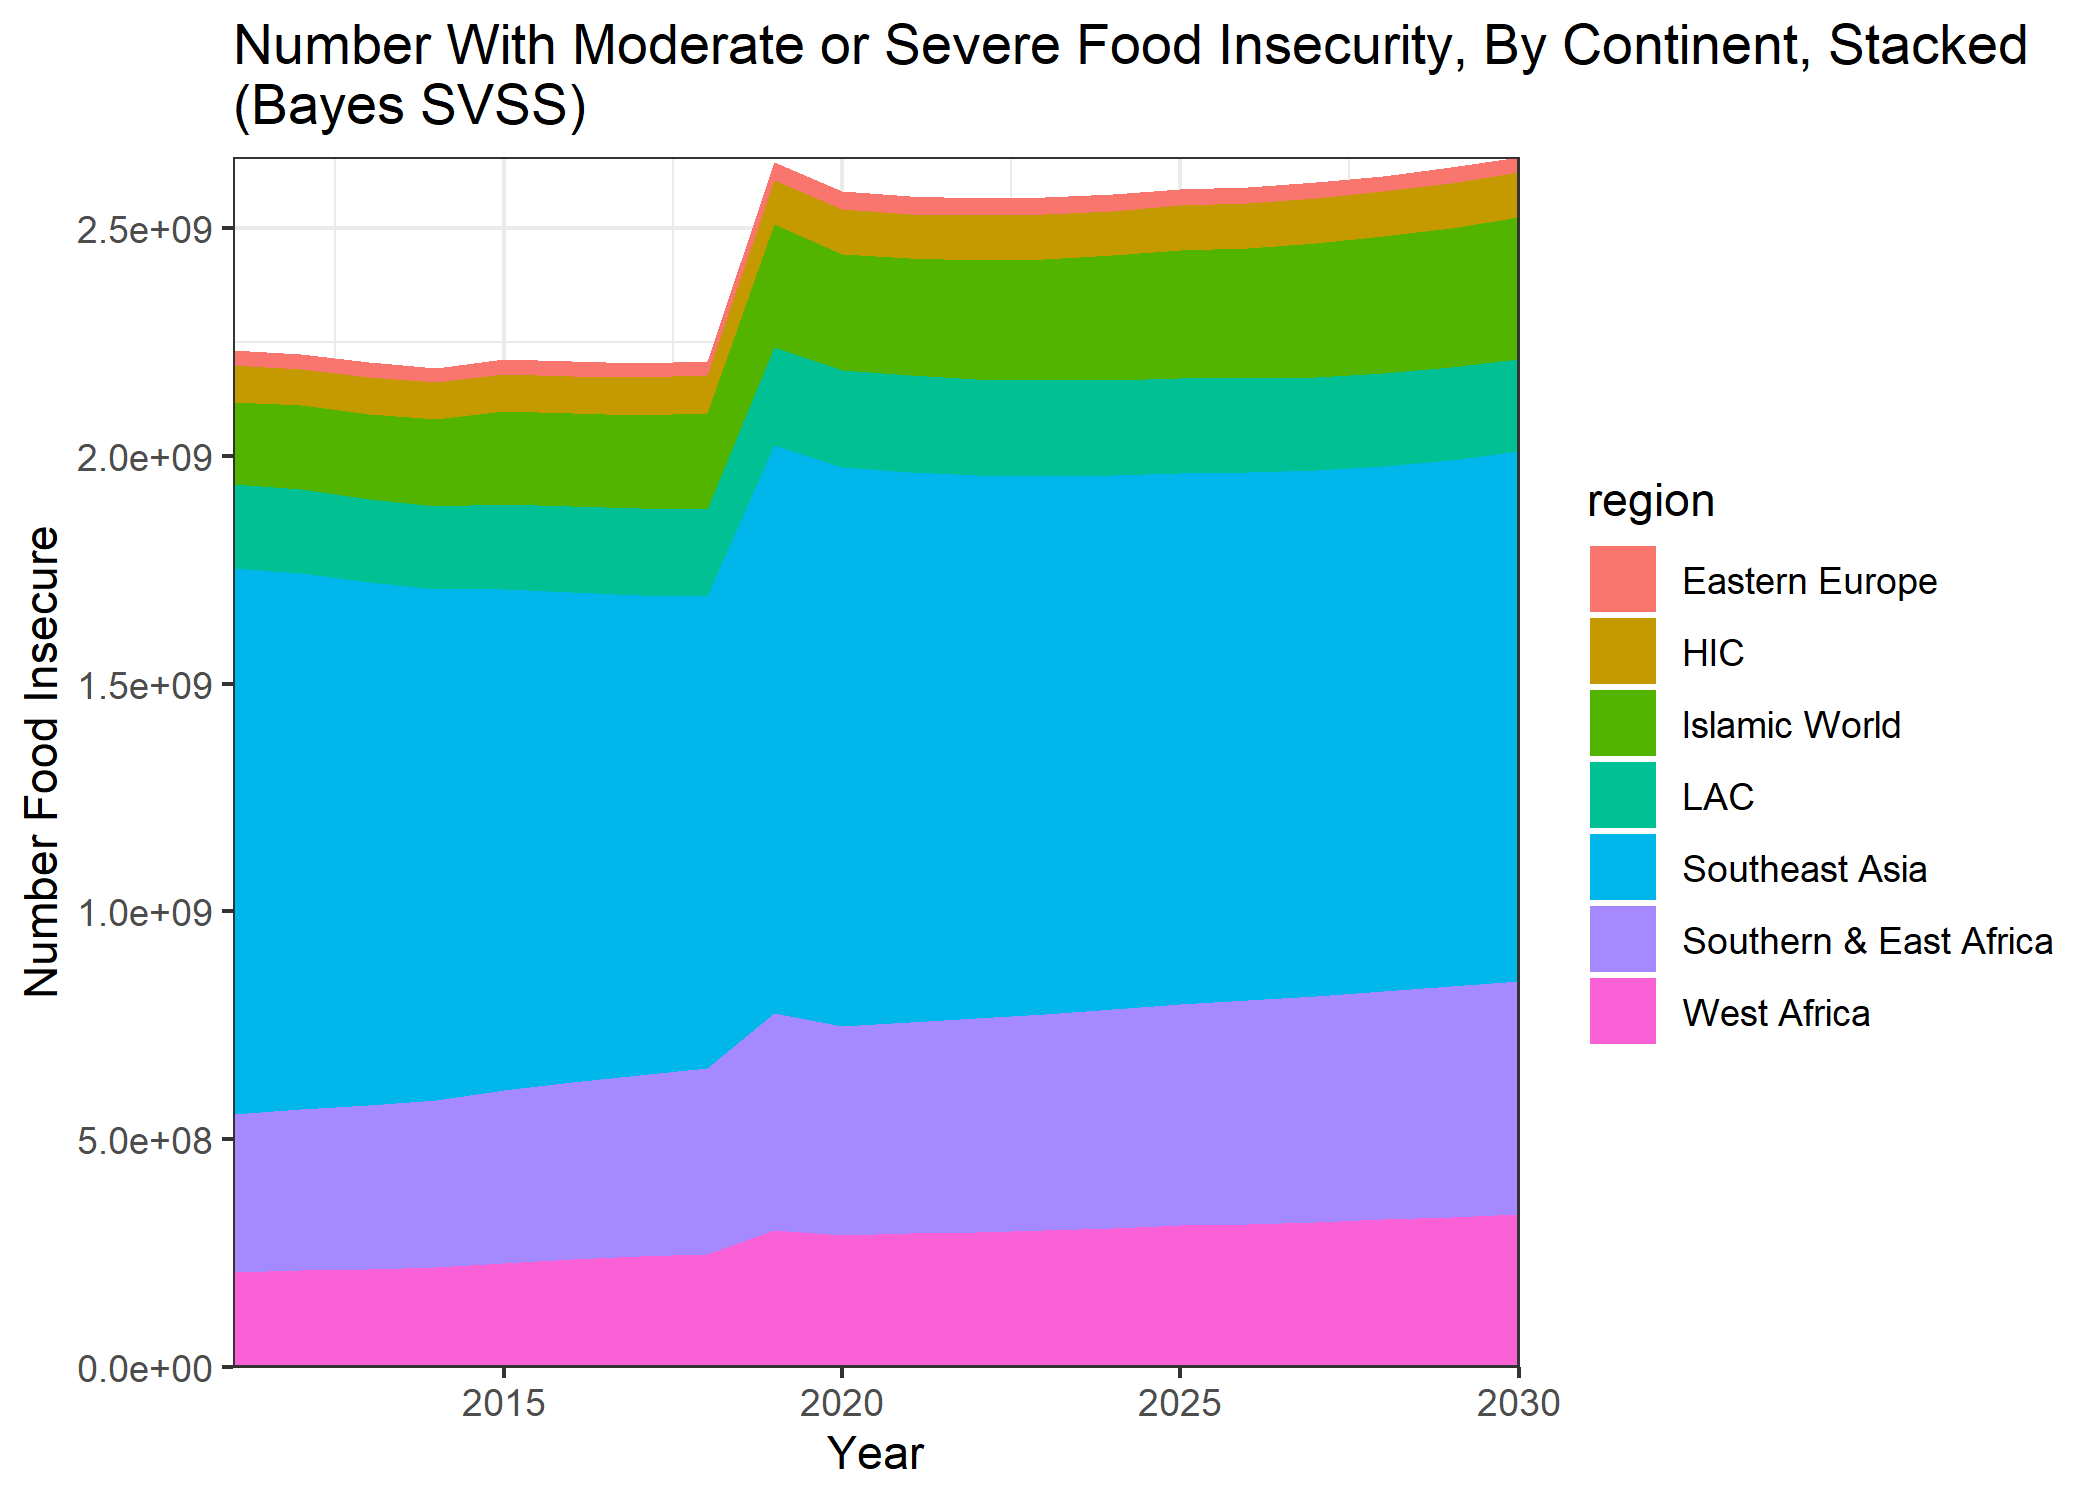 Number With Moderate or Severe Food Insecurity, By Continent, Stacked
(Bayes SVSS)
2.5e+09
2.0e+09
1.5e+09
1.0e+09
5.0e+08
0.0e+00
Number Food Insecure
2015
2020
2025
2030
Year
region
Eastern Europe
HIC
Islamic World
LAC
Southeast Asia
Southern & East Africa
West Africa